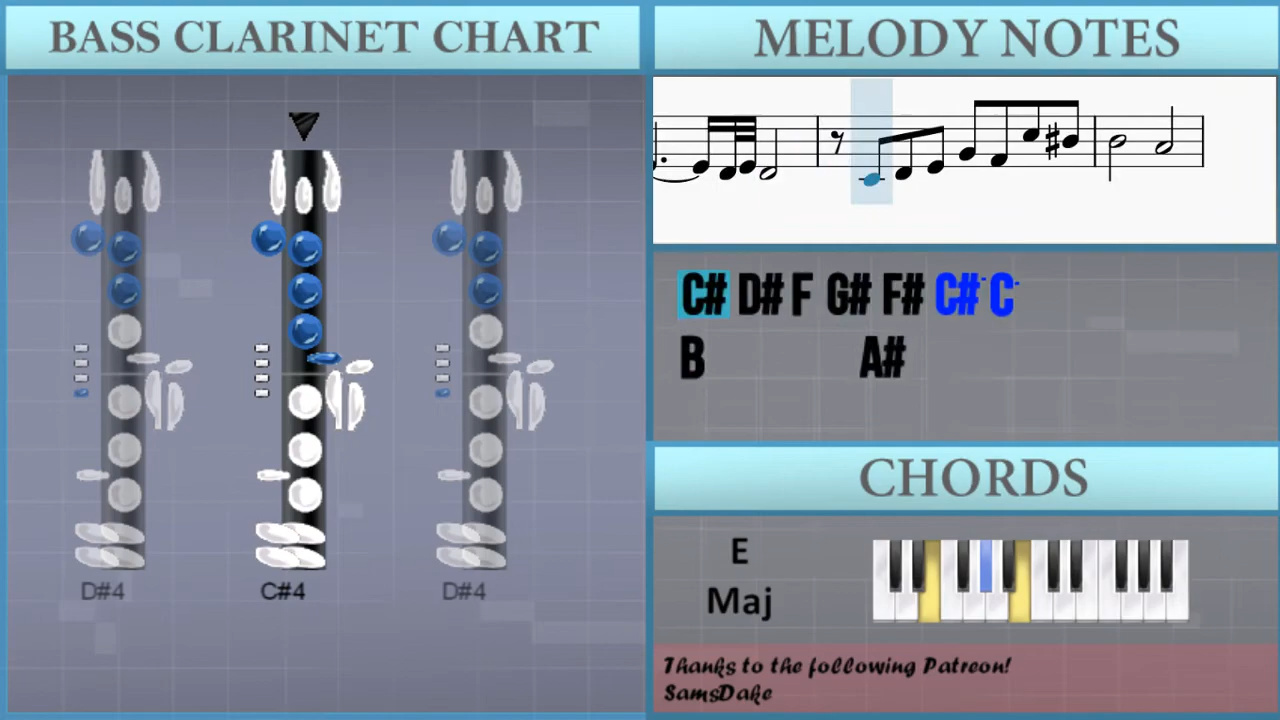 BASS CLARINET CHART
D#4
C#4
D#4
MELODY NOTES
C# D# F G# F# C# C
B A#
CHORDS
E
Maj
Thanks to the following Patreon!
SamsDake